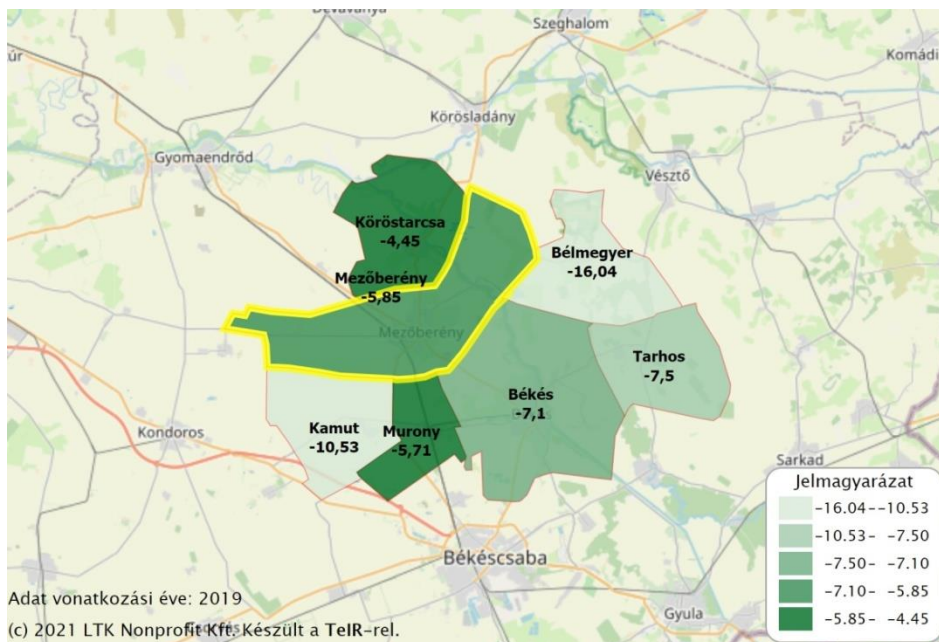 Dévaványa
Szeghalom
Komádi
Körösladány
Gyomaendrőd
Vésztő
Köröstarcsa
-4,45
Bélmegyer
-16,04
Mezőberény
-5,85
Mezőberény
Tarhos
-7,5
Békés
-7,1
Kamut
-10,53
Murony
-5,71
Kondoros
Sarkad
Békéscsaba
Gyula
Jelmagyarázat
-16.04--10.53
-10.53- -7.50
-7.50- -7.10
-7.10- -5.85
-5.85- -4.45
Adat vonatkozási éve: 2019
(c) 2021 LTK Nonprofit Kft. Készült a TeIR-rel.